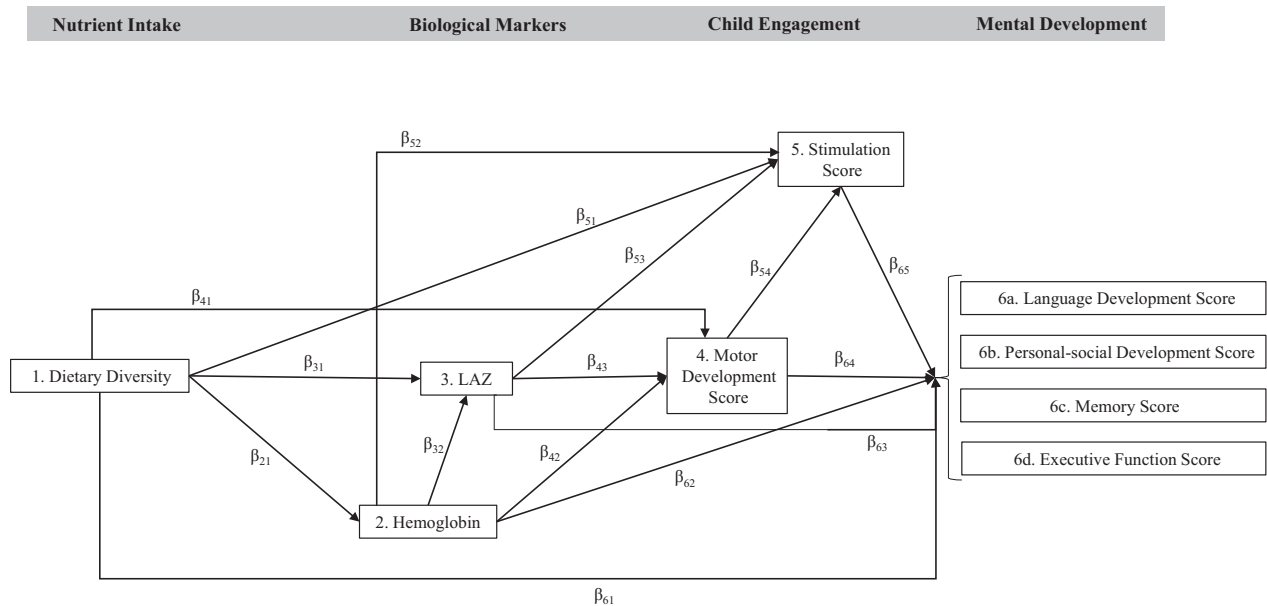 Nutrient Intake
Biological Markers
Child Engagement
Mental Development
β52
5. Stimulation
Score
β51
β53
β54
β65
β41
6a. Language Development Score
6b. Personal-social Development Score
6c. Memory Score
6d. Executive Function Score
1. Dietary Diversity
β31
3. LAZ
β43
4. Motor
Development
Score
β64
β21
β32
β42
β62
β63
2. Hemoglobin
β61